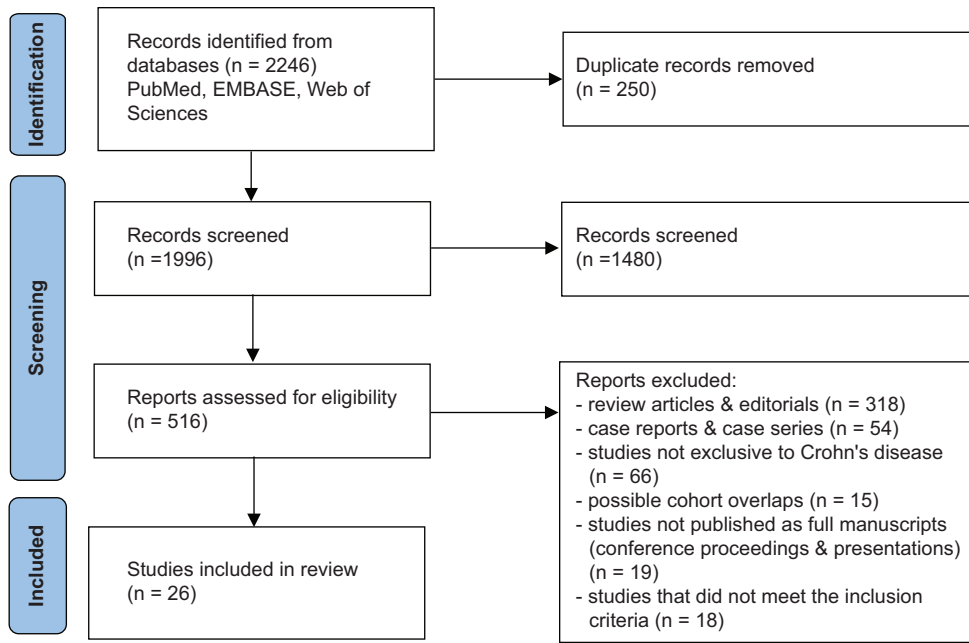 Identification
Records identified from
databases (n = 2246)
PubMed, EMBASE, Web of
Sciences
Duplicate records removed
(n = 250)
Screening
Records screened
(n =1996)
Records screened
(n =1480)
Reports assessed for eligibility
(n = 516)
Reports excluded:
- review articles & editorials (n = 318)
- case reports & case series (n = 54)
- studies not exclusive to Crohn's disease
(n = 66)
- possible cohort overlaps (n = 15)
- studies not published as full manuscripts
(conference proceedings & presentations)
(n = 19)
- studies that did not meet the inclusion
criteria (n = 18)
Included
Studies included in review
(n = 26)